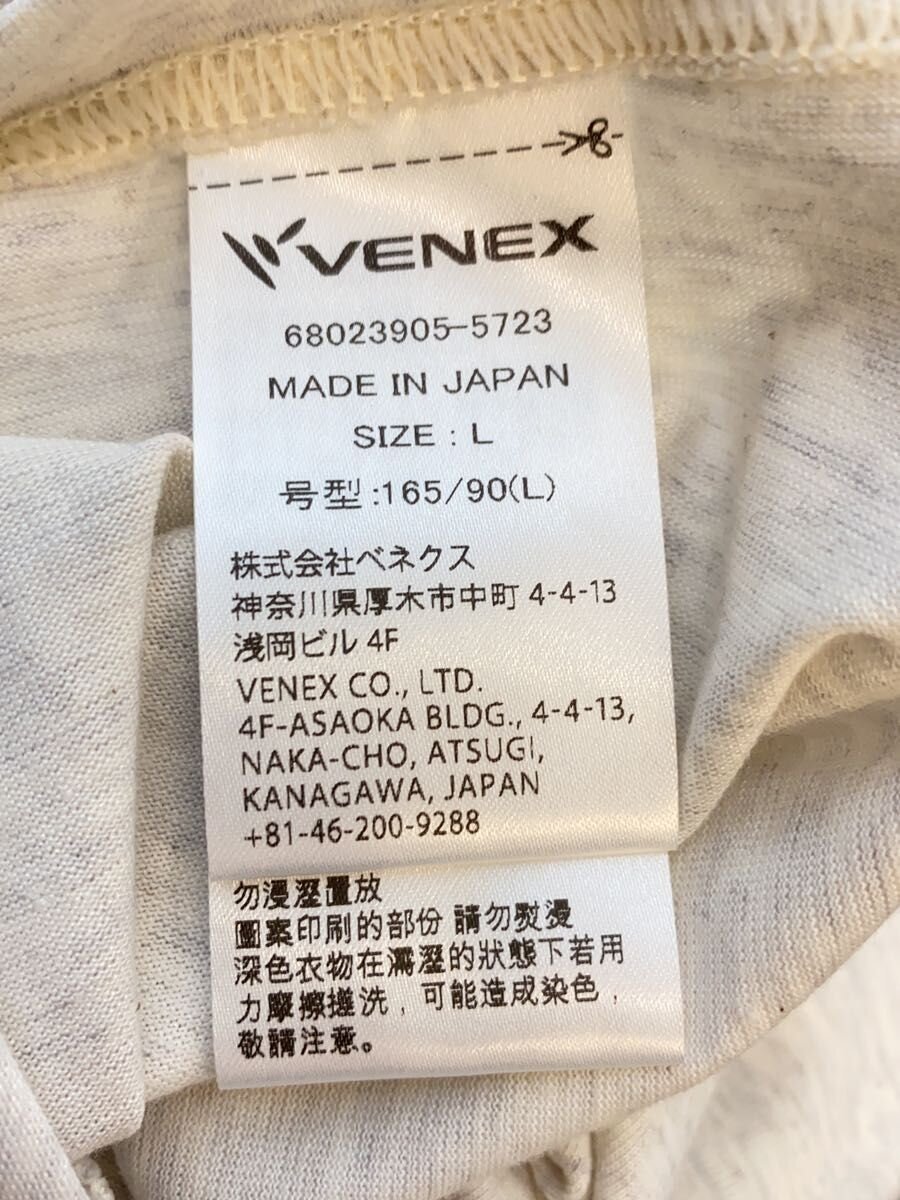 VENEX
68023905-5723
MADE IN JAPAN
SIZE : L
号型:165/90(L)
株式会社ベネクス
神奈川県厚木市中町 4-4-13
浅岡ビル 4F
VENEX CO., LTD.
4F-ASAOKA BLDG., 4-4-13,
NAKA-CHO, ATSUGI,
KANAGAWA, JAPAN
+81-46-200-9288
勿浸溼置放
圖案印刷的部份 請勿熨燙
深色衣物在濕溼的狀態下若用
力摩擦搓洗,可能造成染色,
敬請注意。